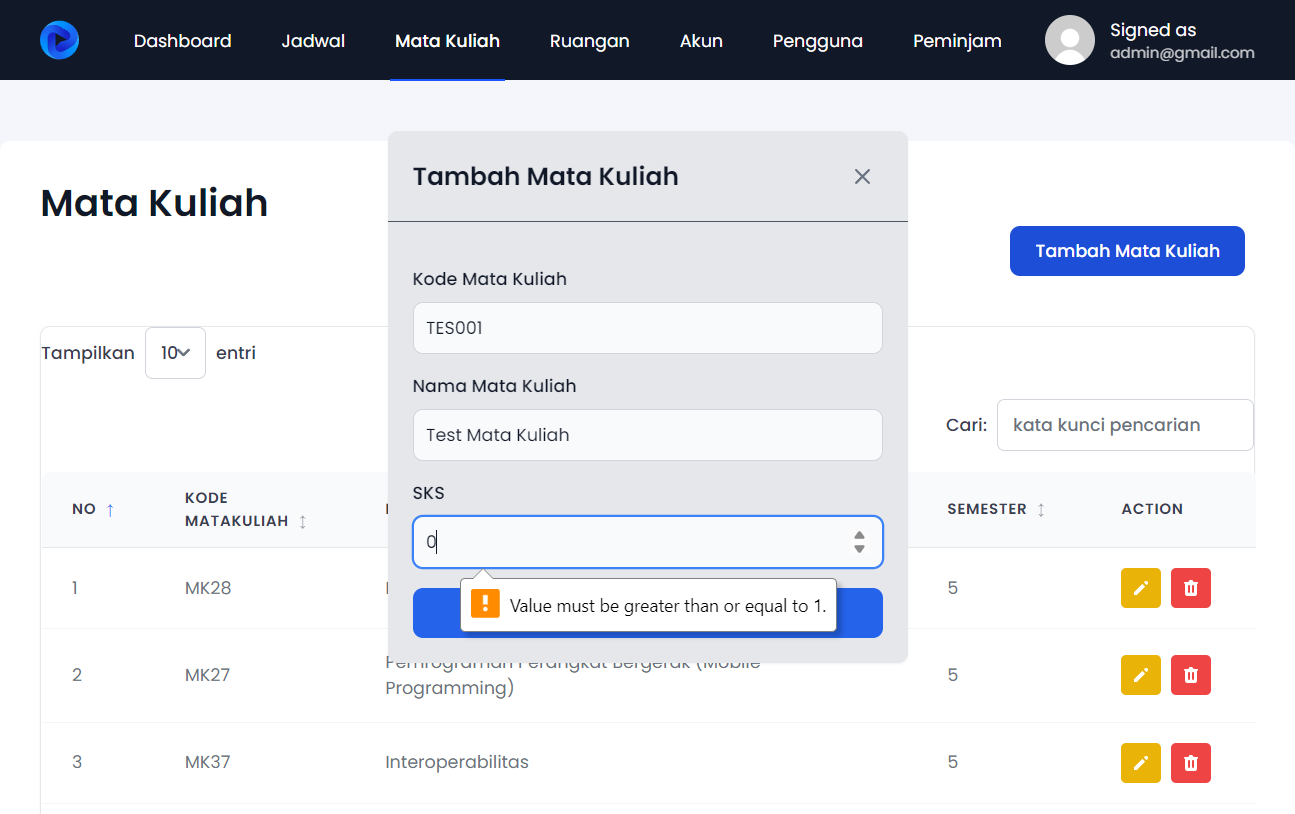 Dashboard
Jadwal
Mata Kuliah
Ruangan
Akun
Pengguna
Peminjam
Signed as
admin@gmail.com
Mata Kuliah
Tambah Mata Kuliah
Tambah Mata Kuliah
Kode Mata Kuliah
TES001
Nama Mata Kuliah
Test Mata Kuliah
SKS
0
Value must be greater than or equal to 1.
Tampilkan 10 entri
Cari: kata kunci pencarian
NO ↑
KODE
MATAKULIAH
SEMESTER
ACTION
1 MK28 5
2 MK27 Pemrograman Perangkat Bergerak (Mobile
Programming) 5
3 MK37 Interoperabilitas 5